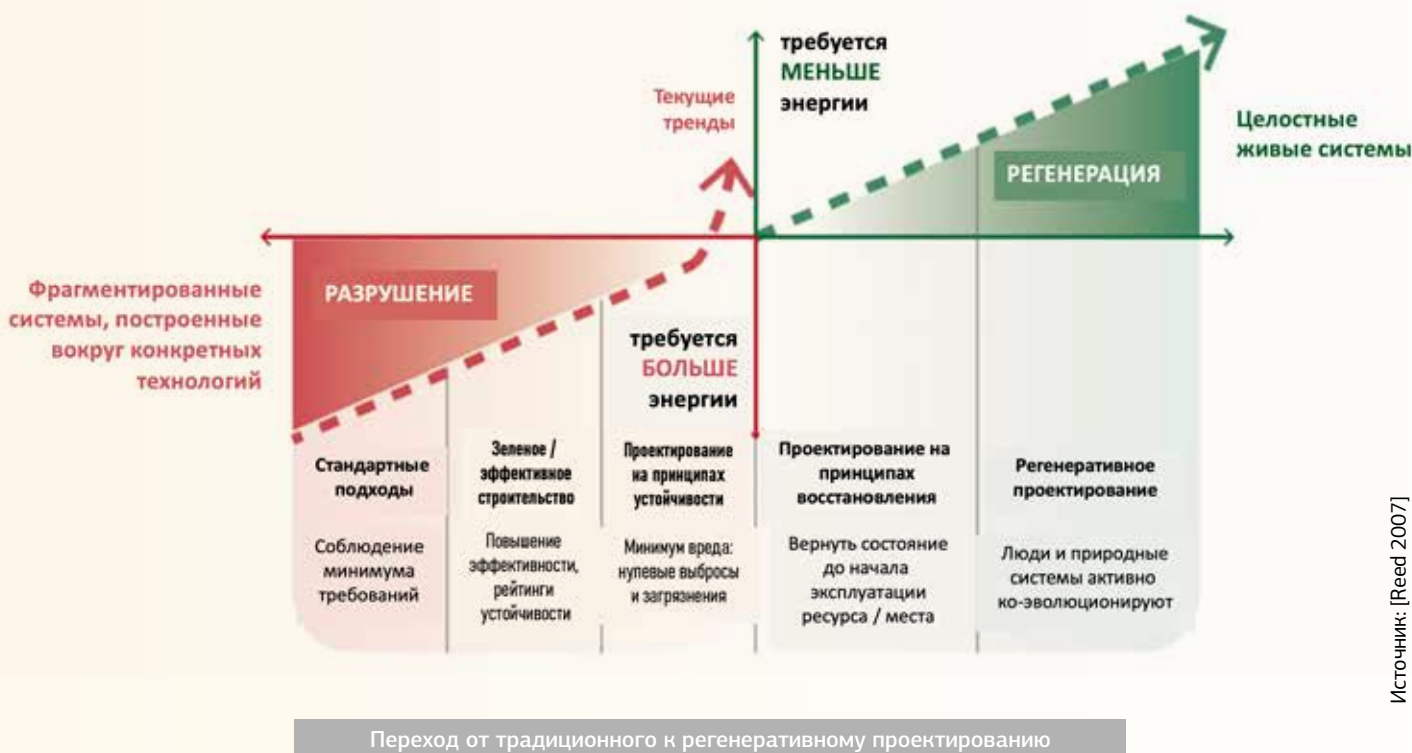 требуется
МЕНЬШЕ
энергии
Текущие
тренды
Целостные
живые системы
РЕГЕНЕРАЦИЯ
Фрагментированные
системы, построенные
вокруг конкретных
технологий
РАЗРУШЕНИЕ
требуется
БОЛЬШЕ
энергии
Стандартные
подходы
Соблюдение
минимума
требований
Зеленое /
эффективное
строительство
Повышение
эффективности,
рейтинги
устойчивости
Проектирование
на принципах
устойчивости
Минимум вреда:
нулевые выбросы
и загрязнения
Проектирование на
принципах
восстановления
Вернуть состояние
до начала
эксплуатации
ресурса / места
Регенеративное
проектирование
Люди и природные
системы активно
ко-эволюционируют
Источник: [Reed 2007]
Переход от традиционного к регенеративному проектированию